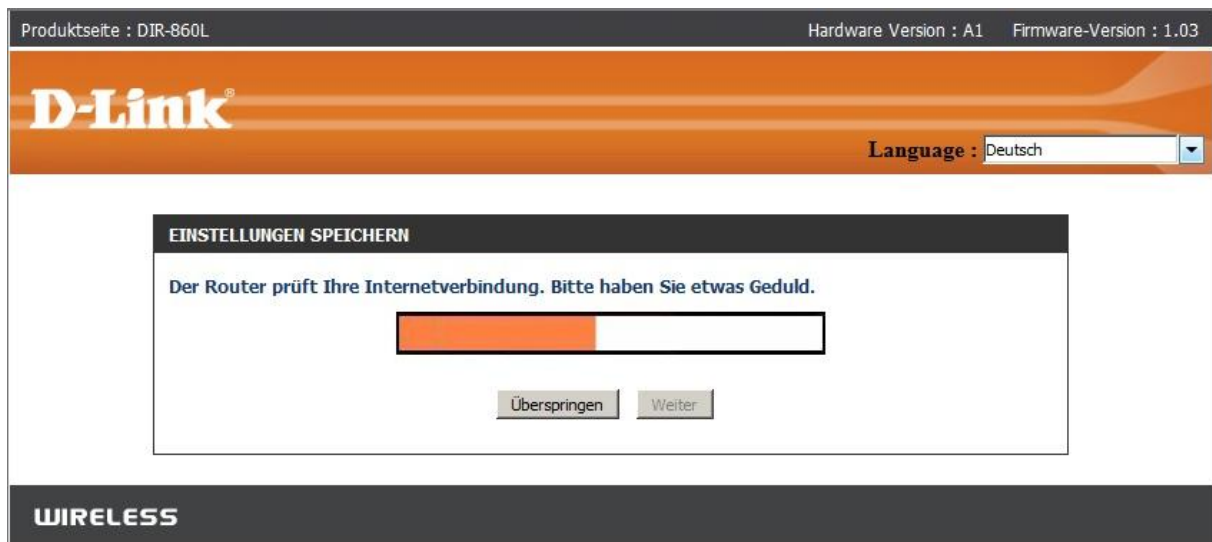 Produktseite : DIR-860L Hardware Version : A1 Firmware-Version : 1.03
D-Link®
Language : Deutsch
EINSTELLUNGEN SPEICHERN
Der Router prüft Ihre Internetverbindung. Bitte haben Sie etwas Geduld.
Überspringen Weiter
WIRELESS